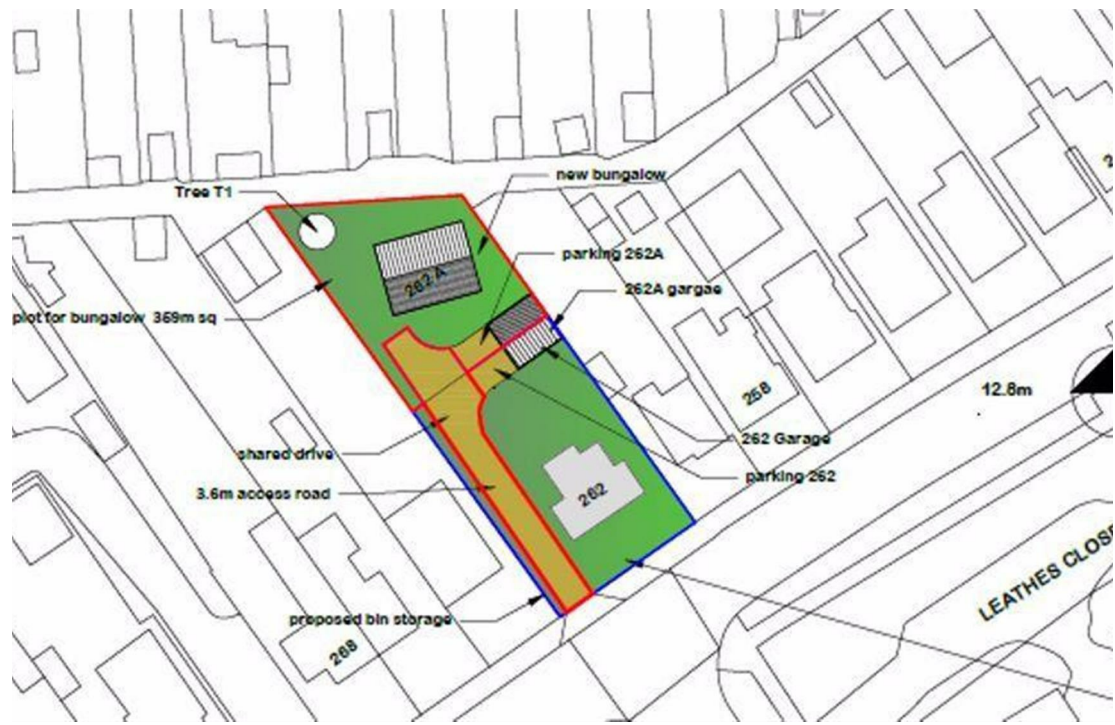 new bungalow
Tree T1
parking 262A
262A gargae
262A
plot for bungalow 359m sq
258
12.8m
262 Garage
shared drive
parking 262
3.6m access road
262
LEATHES CLOSE
proposed bin storage
268